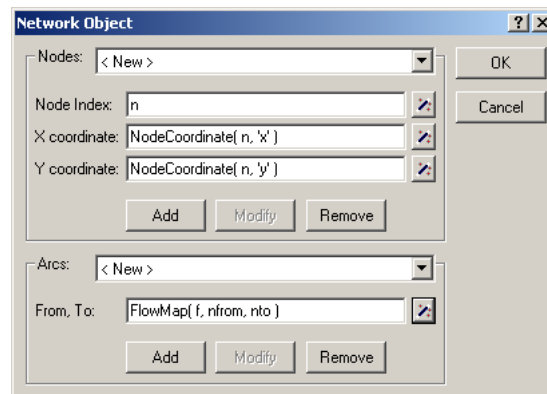 Network Object
Nodes: < New >
OK
Node Index: n
Cancel
X coordinate: NodeCoordinate( n, 'x' )
Y coordinate: NodeCoordinate( n, 'y' )
Add Modify Remove
Arcs: < New >
From, To: FlowMap( f, nfrom, nto )
Add Modify Remove